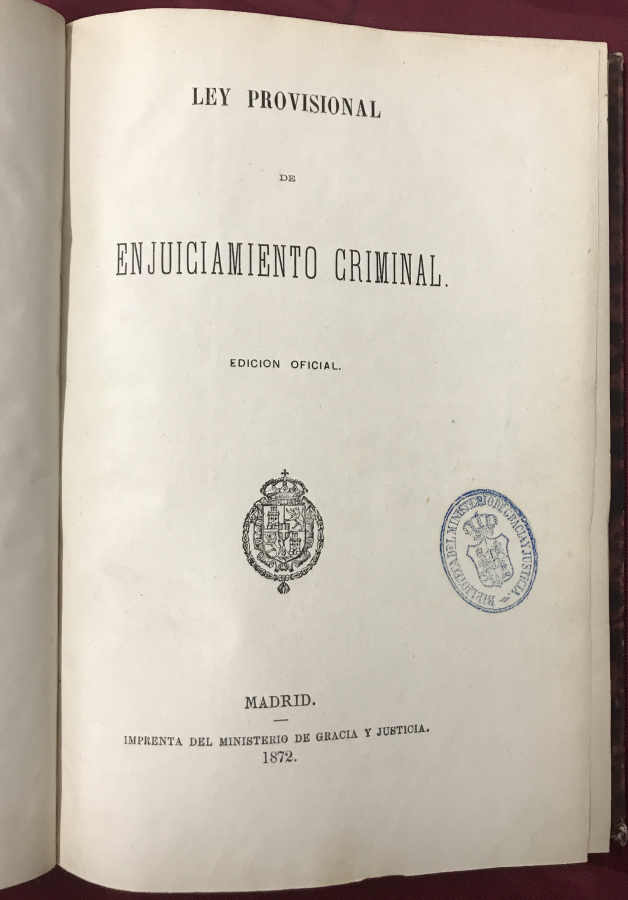 LEY PROVISIONAL
DE
ENJUICIAMIENTO CRIMINAL.
EDICION OFICIAL.
BIBLIOTECA DEL MINISTERIO DE GRACIA Y JUSTICIA
MADRID.
IMPRENTA DEL MINISTERIO DE GRACIA Y JUSTICIA.
1872.